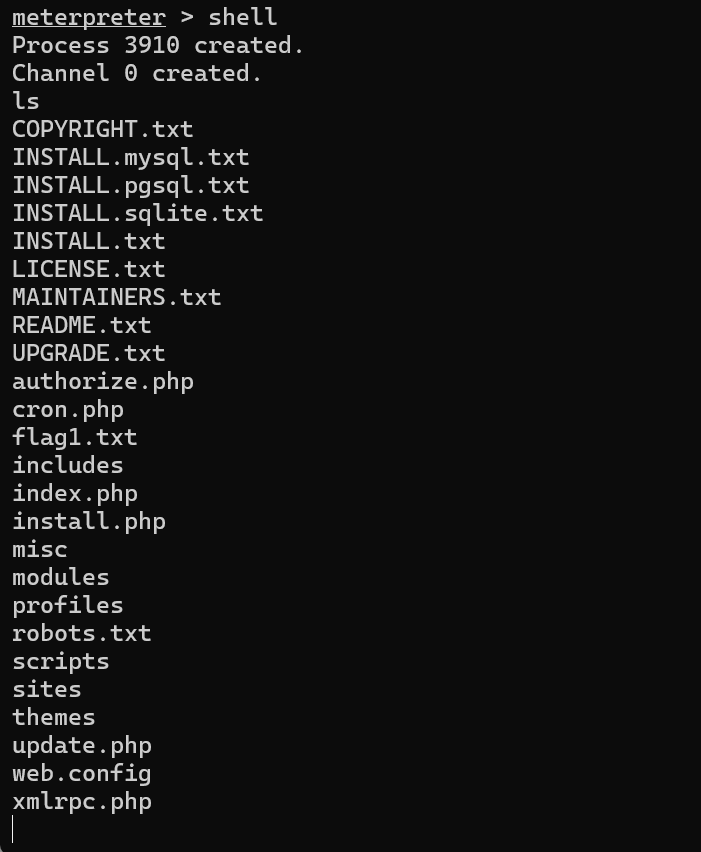 meterpreter > shell
Process 3910 created.
Channel 0 created.
ls
COPYRIGHT.txt
INSTALL.mysql.txt
INSTALL.pgsql.txt
INSTALL.sqlite.txt
INSTALL.txt
LICENSE.txt
MAINTAINERS.txt
README.txt
UPGRADE.txt
authorize.php
cron.php
flag1.txt
includes
index.php
install.php
misc
modules
profiles
robots.txt
scripts
sites
themes
update.php
web.config
xmlrpc.php